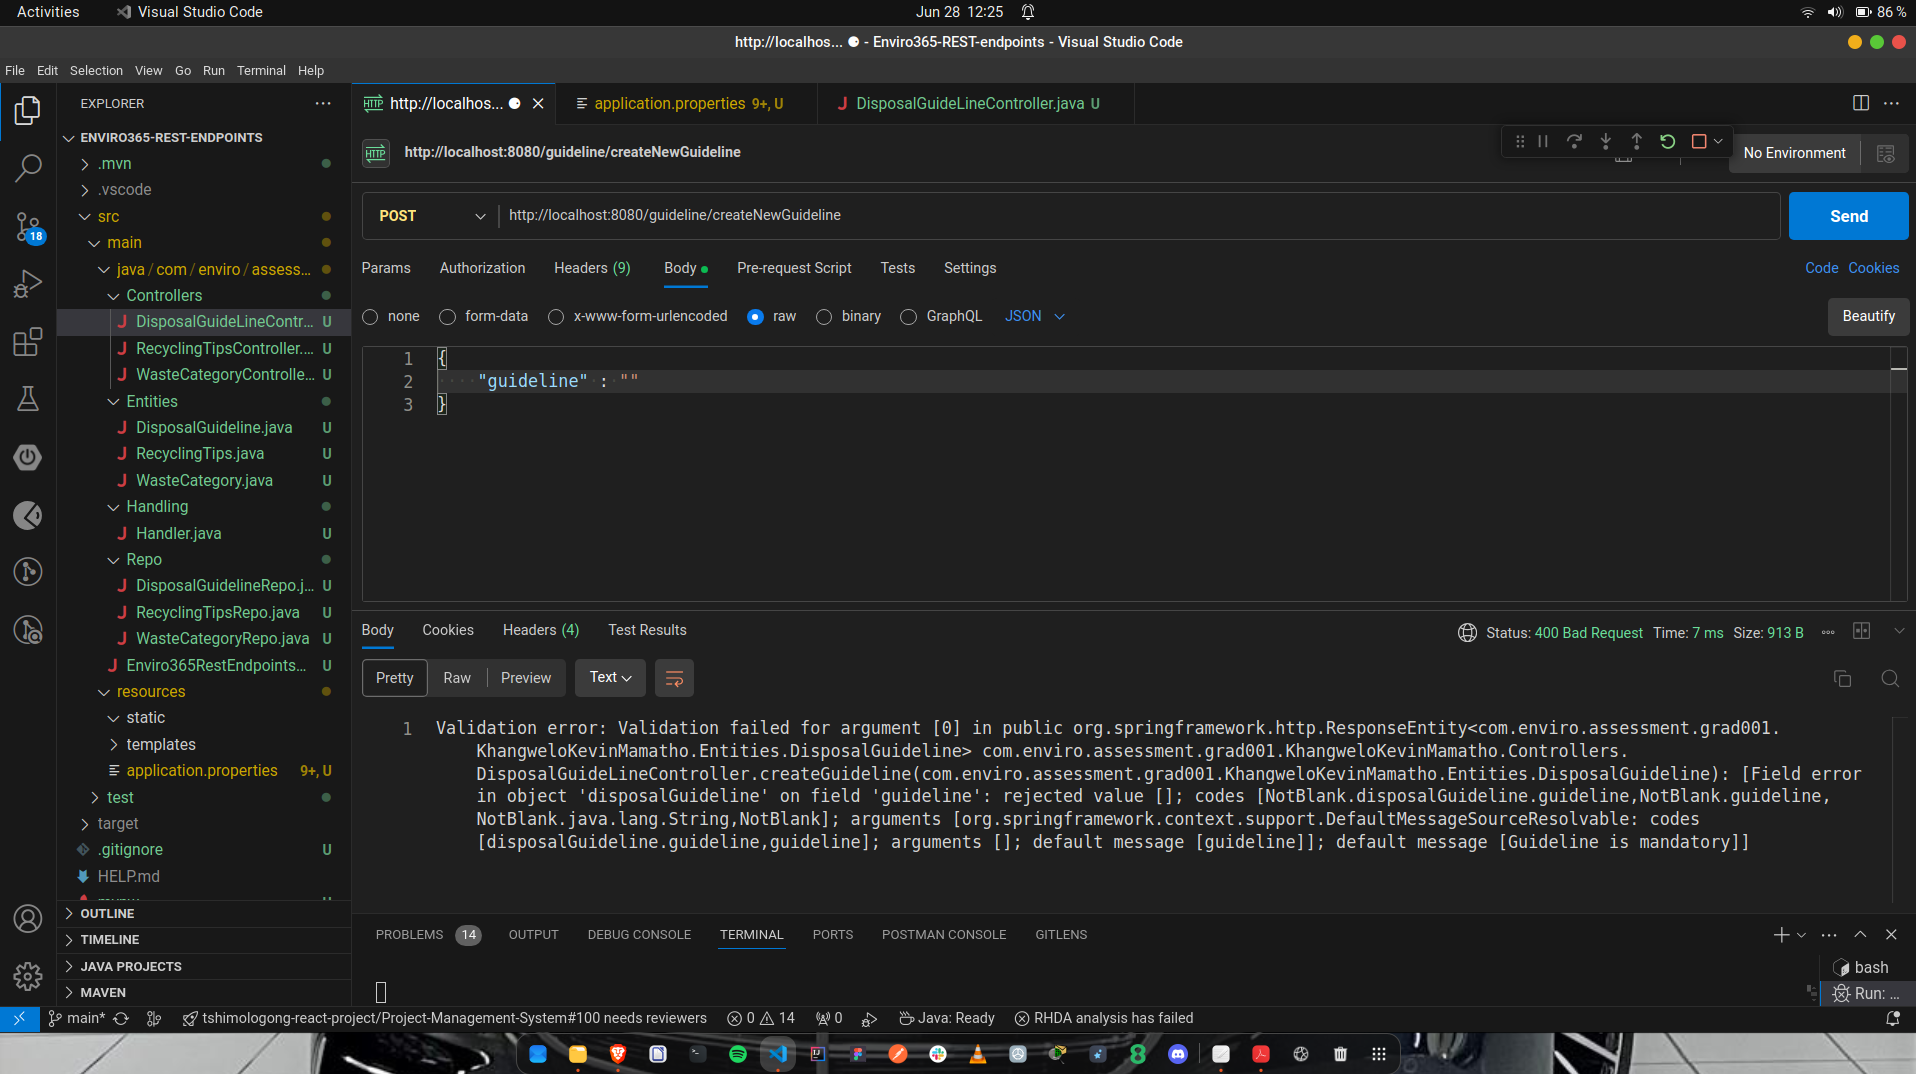 Activities
Visual Studio Code
Jun 28 12:25
86 %
http://localhos... ● - Enviro365-REST-endpoints - Visual Studio Code
File Edit Selection View Go Run Terminal Help
EXPLORER
http://localhos...
application.properties 9+, U
DisposalGuideLineController.java U
ENVIRO365-REST-ENDPOINTS
.mvn
.vscode
src
main
java / com / enviro / assess...
Controllers
DisposalGuideLineContr... U
RecyclingTipsController.... U
WasteCategoryControlle... U
Entities
DisposalGuideline.java U
RecyclingTips.java U
WasteCategory.java U
Handling
Handler.java U
Repo
DisposalGuidelineRepo.j... U
RecyclingTipsRepo.java U
WasteCategoryRepo.java U
Enviro365RestEndpoints... U
resources
static
templates
application.properties 9+, U
test
target
.gitignore U
HELP.md
OUTLINE
TIMELINE
JAVA PROJECTS
MAVEN
18
HTTP http://localhost:8080/guideline/createNewGuideline
No Environment
POST http://localhost:8080/guideline/createNewGuideline
Send
Params Authorization Headers (9) Body Pre-request Script Tests Settings
Code Cookies
none form-data x-www-form-urlencoded raw binary GraphQL JSON
Beautify
1 {
2 "guideline" : ""
3 }
Body Cookies Headers (4) Test Results
Status: 400 Bad Request Time: 7 ms Size: 913 B
Pretty Raw Preview Text
1 Validation error: Validation failed for argument [0] in public org.springframework.http.ResponseEntity<com.enviro.assessment.grad001.
KhangweloKevinMamatho.Entities.DisposalGuideline> com.enviro.assessment.grad001.KhangweloKevinMamatho.Controllers.
DisposalGuideLineController.createGuideline(com.enviro.assessment.grad001.KhangweloKevinMamatho.Entities.DisposalGuideline): [Field error
in object 'disposalGuideline' on field 'guideline': rejected value []; codes [NotBlank.disposalGuideline.guideline,NotBlank.guideline,
NotBlank.java.lang.String,NotBlank]; arguments [org.springframework.context.support.DefaultMessageSourceResolvable: codes
[disposalGuideline.guideline,guideline]; arguments []; default message [guideline]]; default message [Guideline is mandatory]]
PROBLEMS 14 OUTPUT DEBUG CONSOLE TERMINAL PORTS POSTMAN CONSOLE GITLENS
bash
Run: ...
main* tshimologong-react-project/Project-Management-System#100 needs reviewers 0 14 0 Java: Ready RHDA analysis has failed